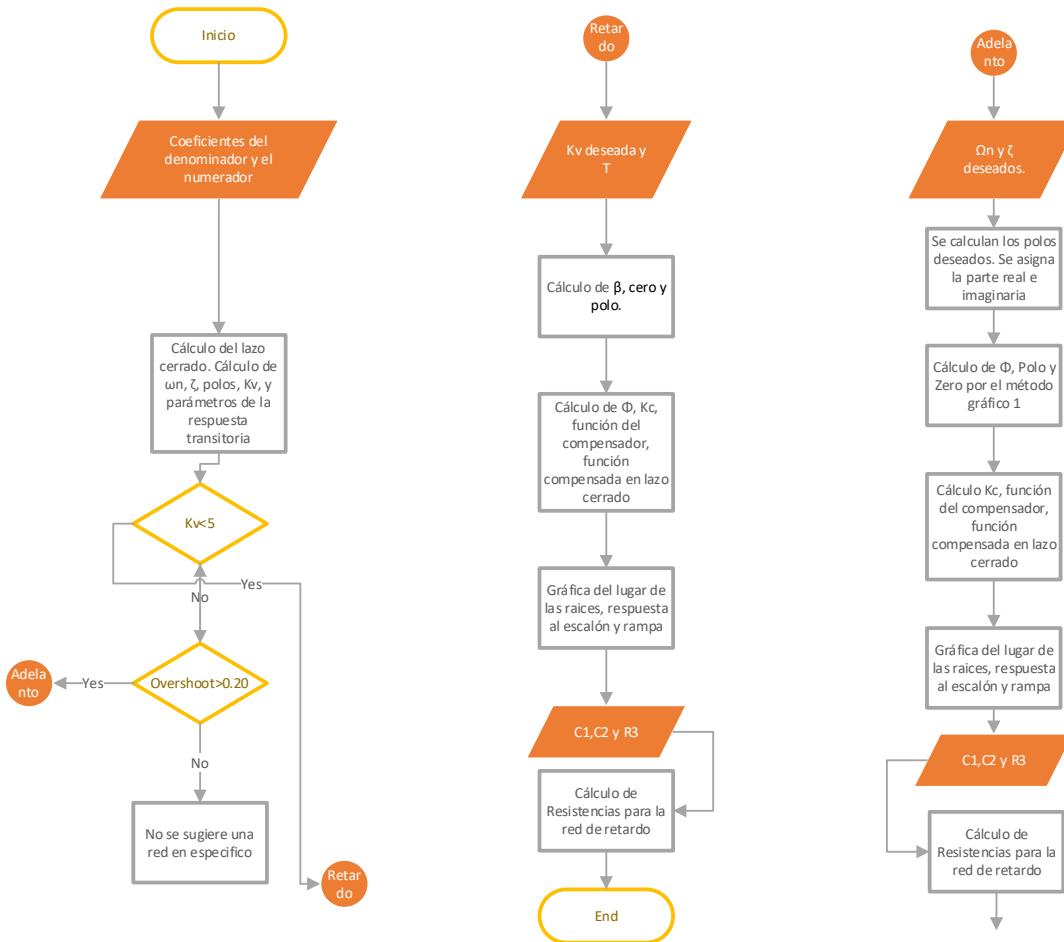 Inicio
Coeficientes del
denominador y el
numerador
Cálculo del lazo
cerrado. Cálculo de
ωn, ζ, polos, Kv, y
parámetros de la
respuesta
transitoria
Kv<5
Yes
No
Overshoot>0.20
Yes
Adela
nto
No
No se sugiere una
red en especifico
Retar
do
Retar
do
Kv deseada y
T
Cálculo de β, cero y
polo.
Cálculo de Φ, Kc,
función del
compensador,
función
compensada en lazo
cerrado
Gráfica del lugar de
las raices, respuesta
al escalón y rampa
C1,C2 y R3
Cálculo de
Resistencias para la
red de retardo
End
Adela
nto
Ωn y ζ
deseados.
Se calculan los polos
deseados. Se asigna
la parte real e
imaginaria
Cálculo de Φ, Polo y
Zero por el método
gráfico 1
Cálculo Kc, función
del compensador,
función
compensada en lazo
cerrado
Gráfica del lugar de
las raices, respuesta
al escalón y rampa
C1,C2 y R3
Cálculo de
Resistencias para la
red de retardo